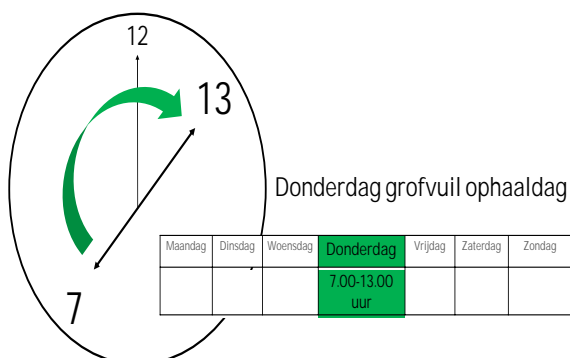 12
13
7
Donderdag grofvuil ophaaldag
Maandag Dinsdag Woensdag Donderdag Vrijdag Zaterdag Zondag
7.00-13.00
uur